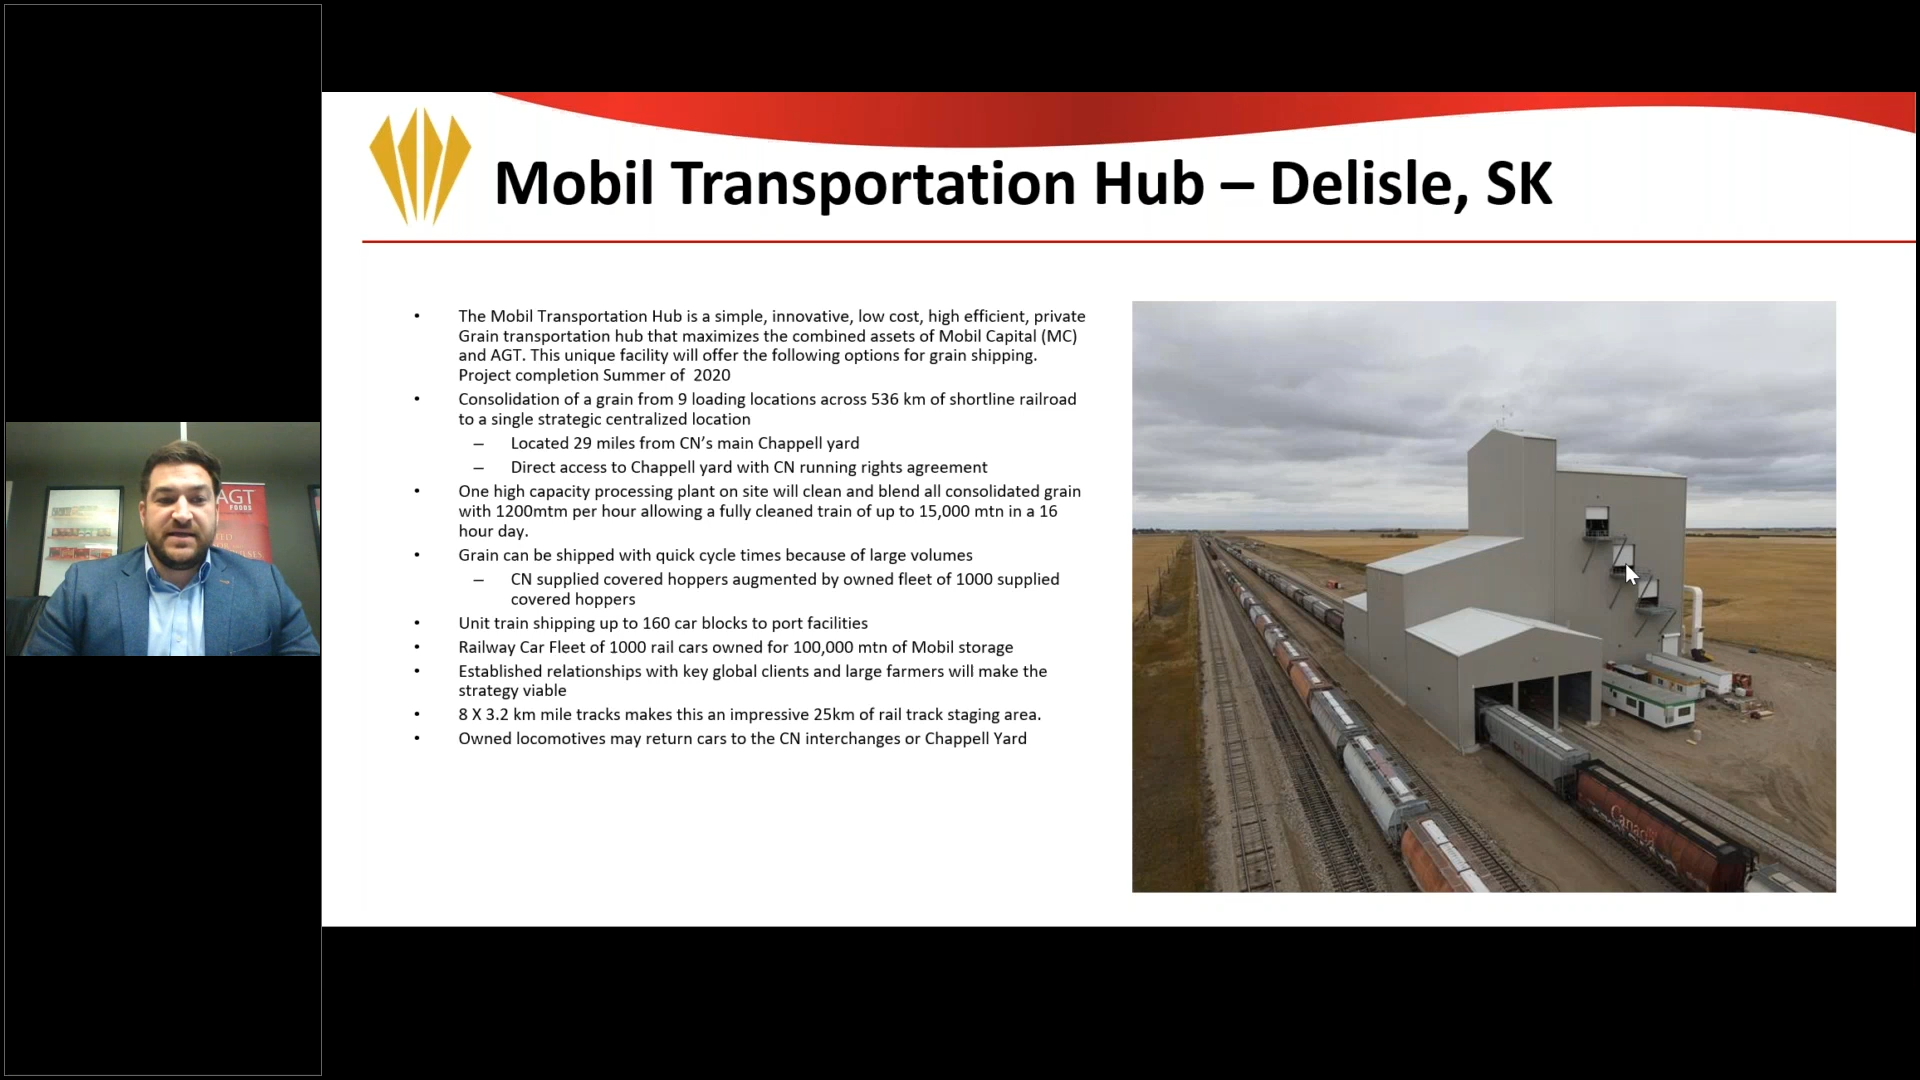 Mobil Transportation Hub – Delisle, SK
• The Mobil Transportation Hub is a simple, innovative, low cost, high efficient, private
Grain transportation hub that maximizes the combined assets of Mobil Capital (MC)
and AGT. This unique facility will offer the following options for grain shipping.
Project completion Summer of  2020
• Consolidation of a grain from 9 loading locations across 536 km of shortline railroad
to a single strategic centralized location
– Located 29 miles from CN’s main Chappell yard
– Direct access to Chappell yard with CN running rights agreement
• One high capacity processing plant on site will clean and blend all consolidated grain
with 1200mtm per hour allowing a fully cleaned train of up to 15,000 mtn in a 16
hour day.
• Grain can be shipped with quick cycle times because of large volumes
– CN supplied covered hoppers augmented by owned fleet of 1000 supplied
covered hoppers
• Unit train shipping up to 160 car blocks to port facilities
• Railway Car Fleet of 1000 rail cars owned for 100,000 mtn of Mobil storage
• Established relationships with key global clients and large farmers will make the
strategy viable
• 8 X 3.2 km mile tracks makes this an impressive 25km of rail track staging area.
• Owned locomotives may return cars to the CN interchanges or Chappell Yard
AGT
FOODS
Canada